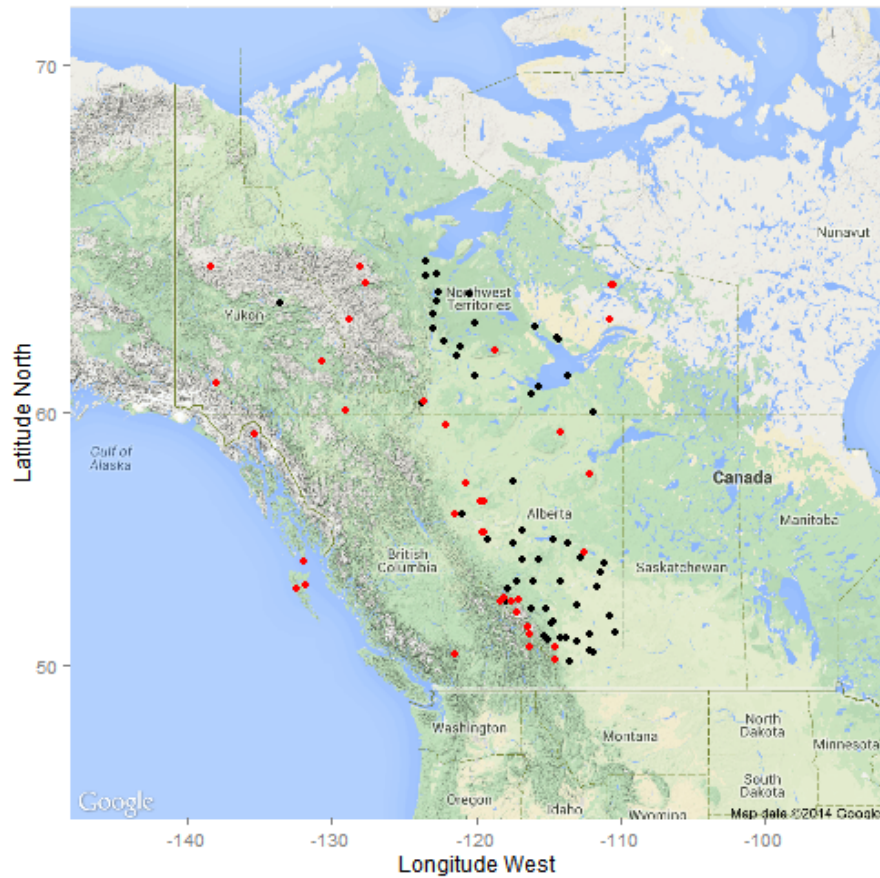 70
60
50
Latitude North
Nunavut
Northwest
Territories
Yukon
Gulf of
Alaska
Canada
Alberta
Manitoba
British
Columbia
Saskatchewan
Washington
Montana
North
Dakota
Minnesota
South
Dakota
Oregon
Idaho
Wyoming
Google
Map data ©2014 Google
-140
-130
-120
-110
-100
Longitude West